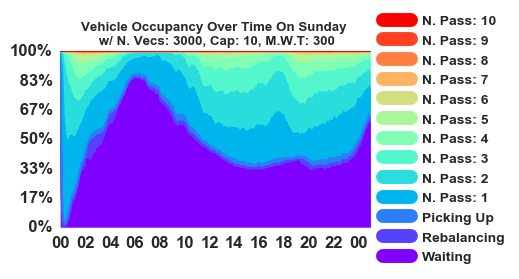 Vehicle Occupancy Over Time On Sunday
w/ N. Vecs: 3000, Cap: 10, M.W.T: 300
100%
83%
67%
50%
33%
17%
0%
00 02 04 06 08 10 12 14 16 18 20 22 00
N. Pass: 10
N. Pass: 9
N. Pass: 8
N. Pass: 7
N. Pass: 6
N. Pass: 5
N. Pass: 4
N. Pass: 3
N. Pass: 2
N. Pass: 1
Picking Up
Rebalancing
Waiting